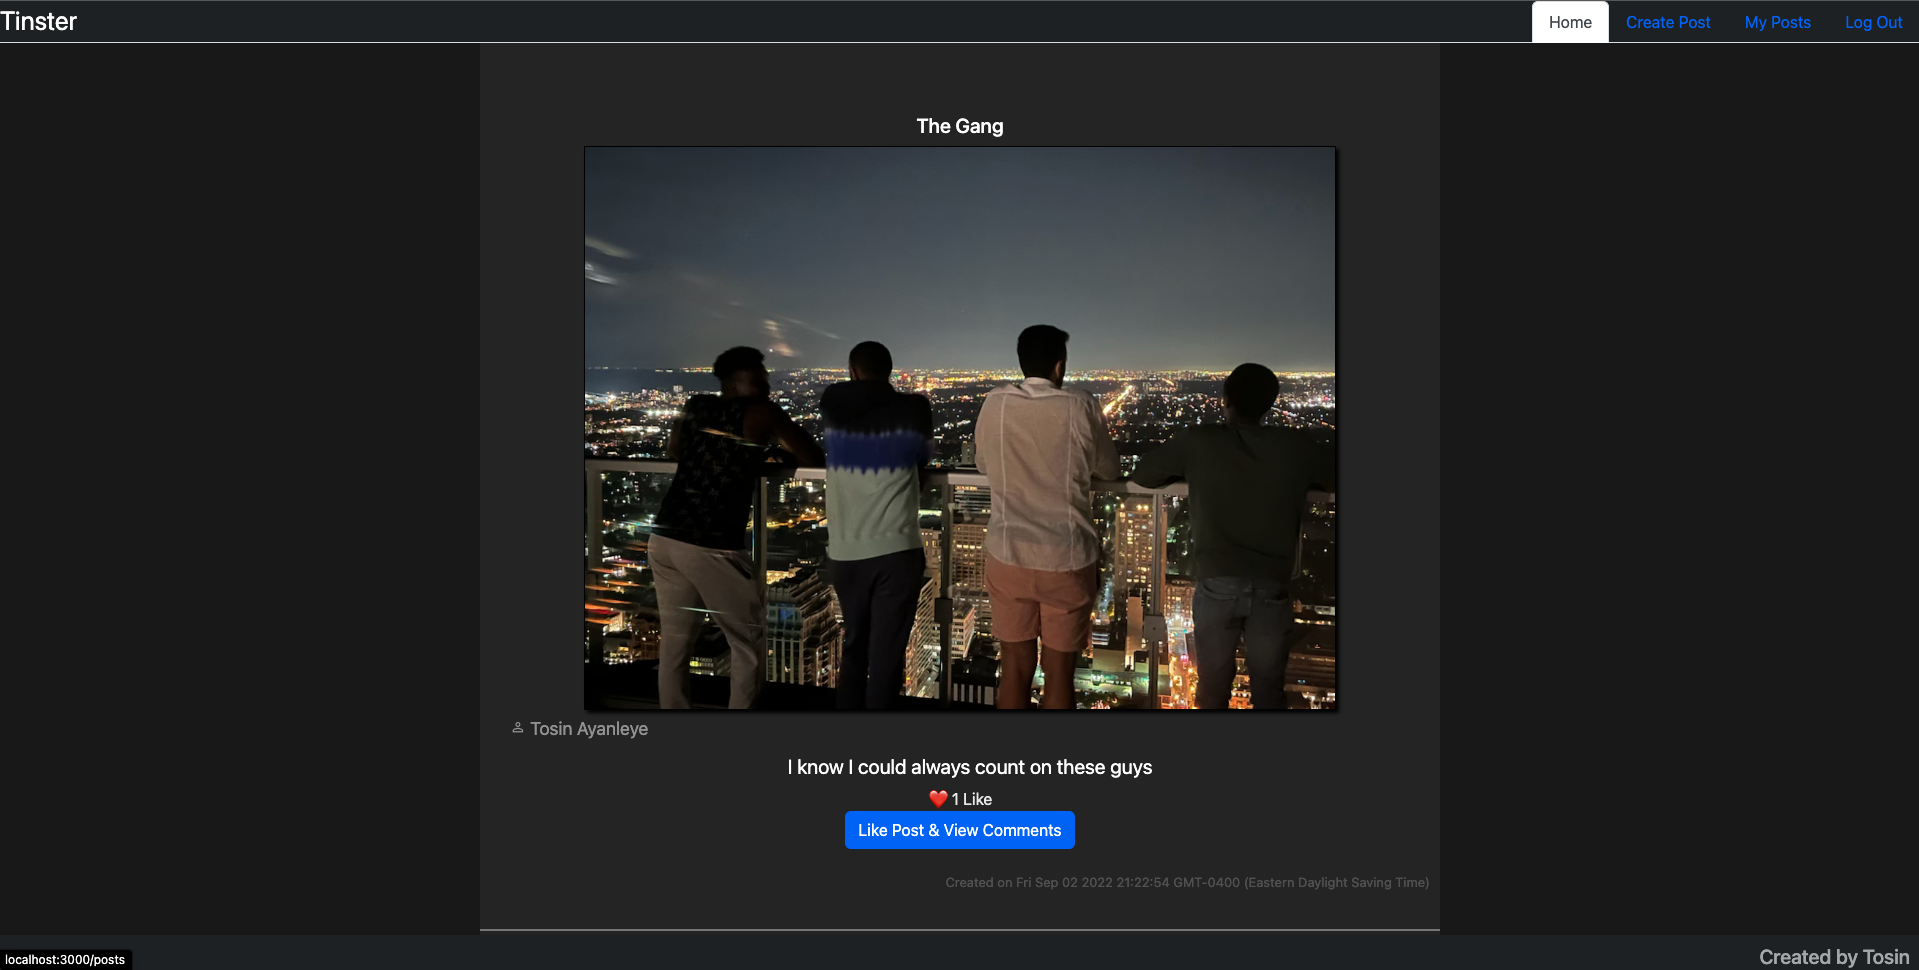 Tinster
Home
Create Post
My Posts
Log Out
The Gang
Tosin Ayanleye
I know I could always count on these guys
❤️ 1 Like
Like Post & View Comments
Created on Fri Sep 02 2022 21:22:54 GMT-0400 (Eastern Daylight Saving Time)
localhost:3000/posts
Created by Tosin